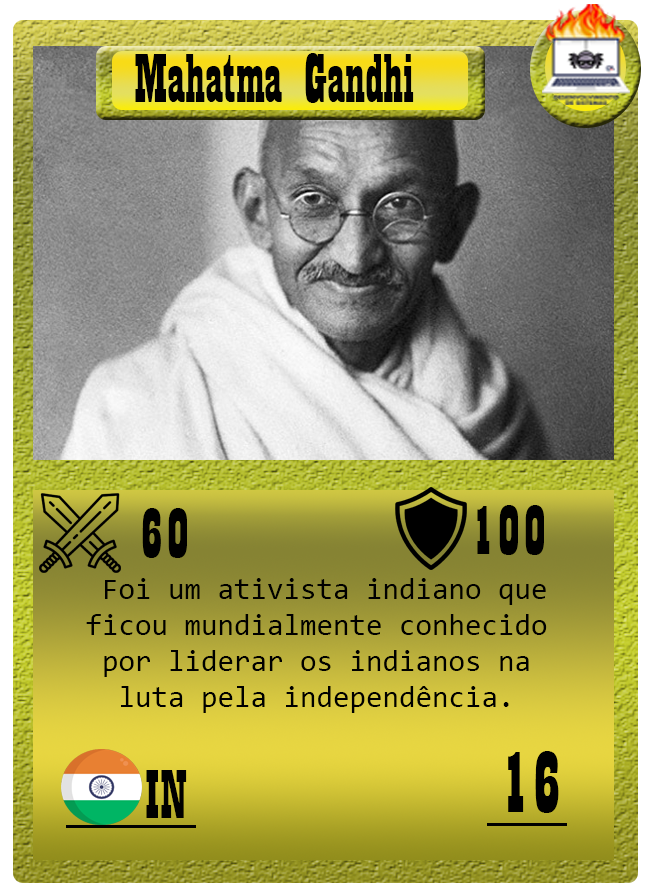 Mahatma Gandhi
60
100
Foi um ativista indiano que
ficou mundialmente conhecido
por liderar os indianos na
luta pela independência.
IN
16